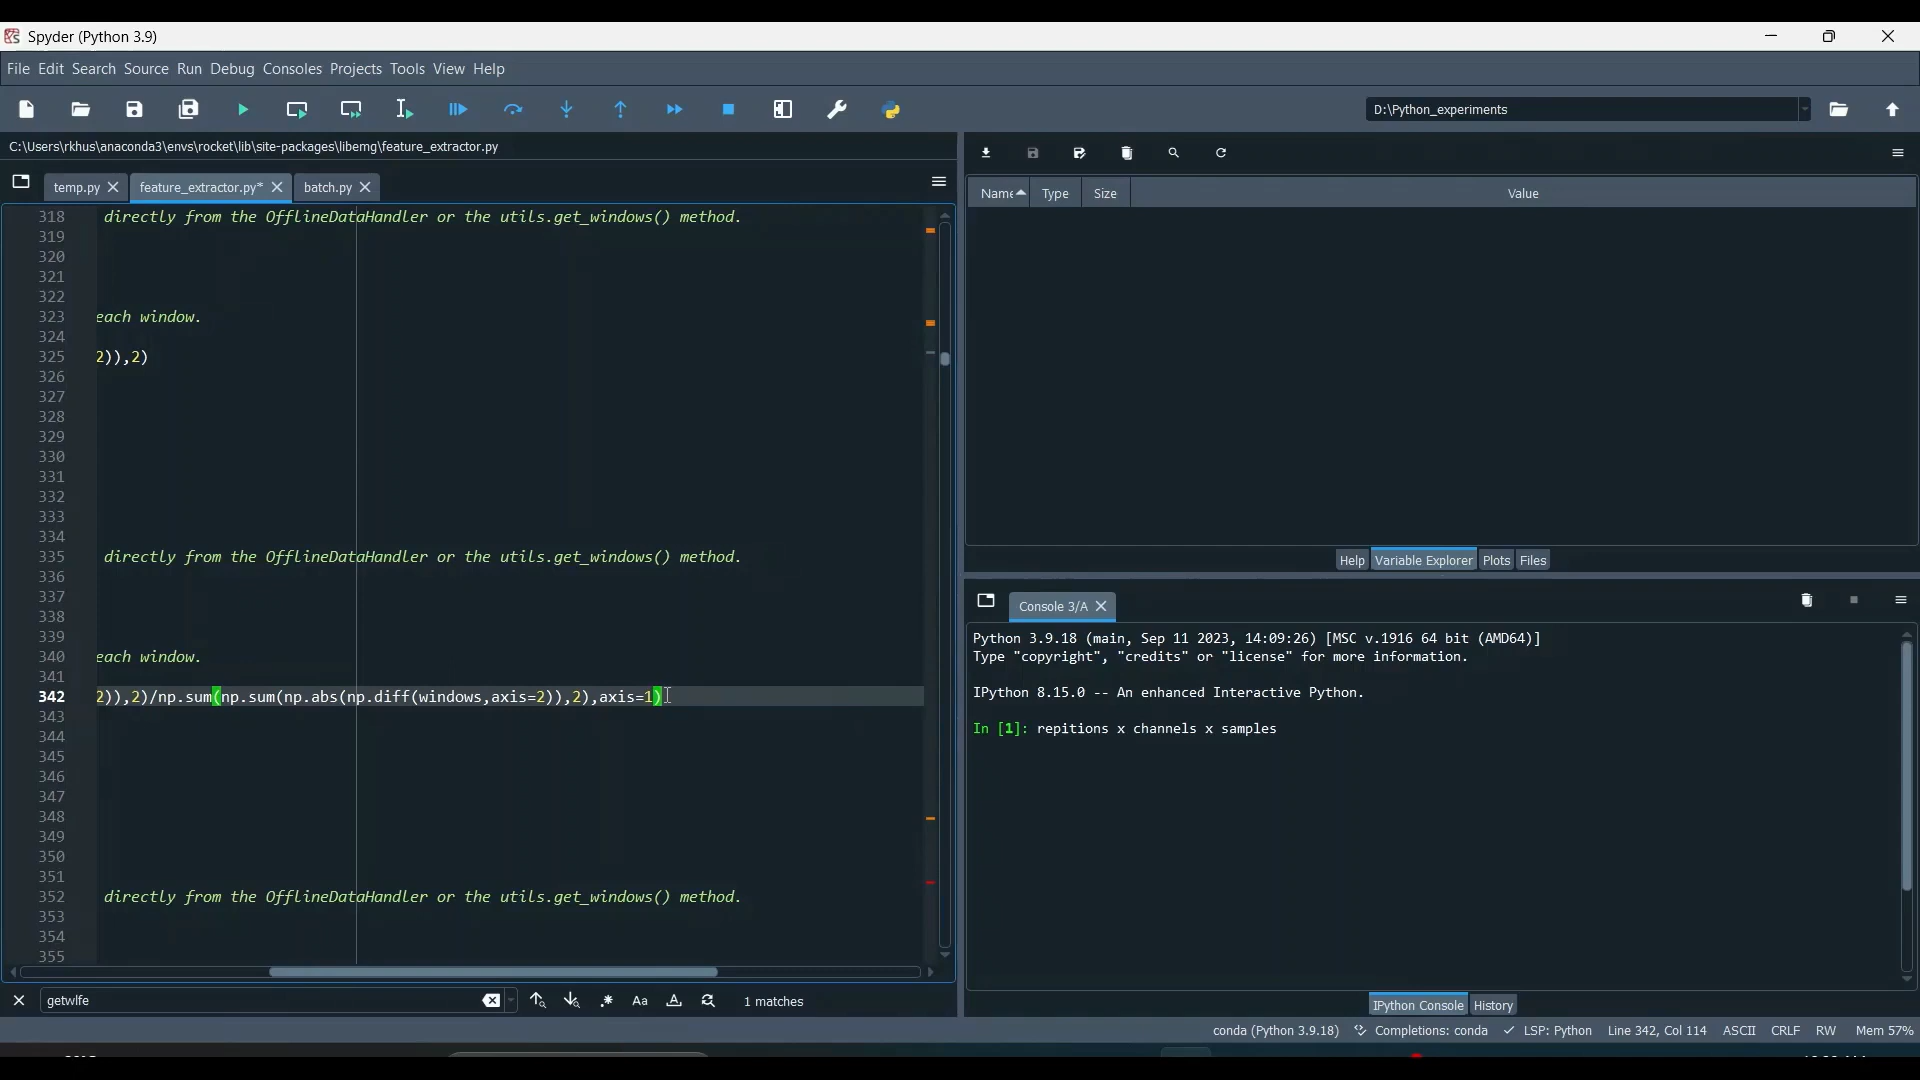 Spyder (Python 3.9)
File Edit Search Source Run Debug Consoles Projects Tools View Help
D:\Python_experiments
C:\Users\rkhus\anaconda3\envs\rocket\lib\site-packages\libemg\feature_extractor.py
temp.py
feature_extractor.py*
batch.py
318 directly from the OfflineDataHandler or the utils.get_windows() method.
319
320
321
322
323 each window.
324
325 2)),2)
326
327
328
329
330
331
332
333
334
335 directly from the OfflineDataHandler or the utils.get_windows() method.
336
337
338
339
340 each window.
341
342 2)),2)/np.sum(np.sum(np.abs(np.diff(windows,axis=2)),2),axis=1)
343
344
345
346
347
348
349
350
351
352 directly from the OfflineDataHandler or the utils.get_windows() method.
353
354
355
getwlfe
Aa
1 matches
Name Type Size Value
Help Variable Explorer Plots Files
Console 3/A
Python 3.9.18 (main, Sep 11 2023, 14:09:26) [MSC v.1916 64 bit (AMD64)]
Type "copyright", "credits" or "license" for more information.
IPython 8.15.0 -- An enhanced Interactive Python.
In [1]: repitions x channels x samples
IPython Console History
conda (Python 3.9.18) Completions: conda LSP: Python Line 342, Col 114 ASCII CRLF RW Mem 57%